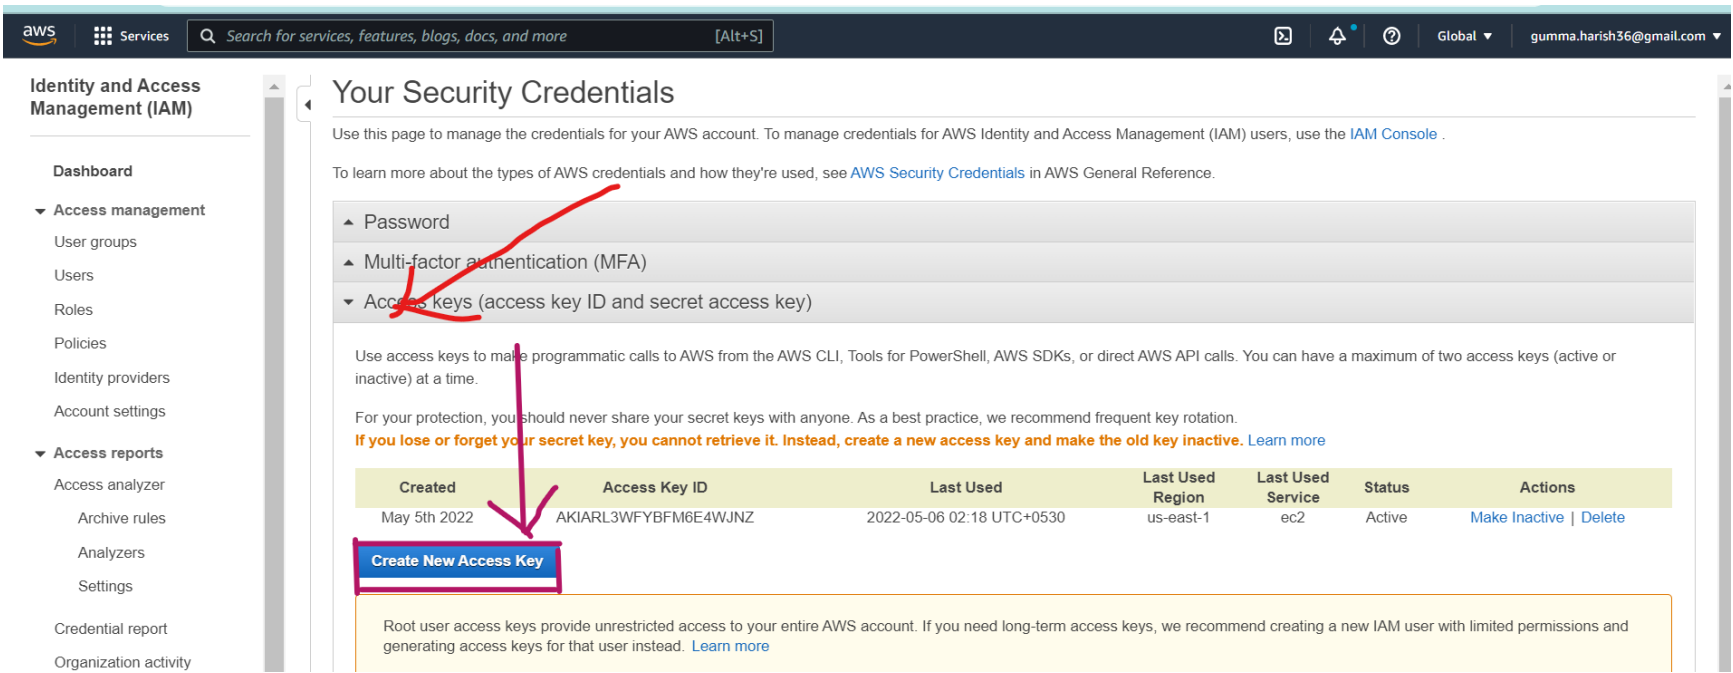 aws
Services
Search for services, features, blogs, docs, and more [Alt+S]
Global
gumma.harish36@gmail.com
Identity and Access
Management (IAM)
Dashboard
Access management
User groups
Users
Roles
Policies
Identity providers
Account settings
Access reports
Access analyzer
Archive rules
Analyzers
Settings
Credential report
Organization activity
Your Security Credentials
Use this page to manage the credentials for your AWS account. To manage credentials for AWS Identity and Access Management (IAM) users, use the IAM Console .
To learn more about the types of AWS credentials and how they're used, see AWS Security Credentials in AWS General Reference.
Password
Multi-factor authentication (MFA)
Access keys (access key ID and secret access key)
Use access keys to make programmatic calls to AWS from the AWS CLI, Tools for PowerShell, AWS SDKs, or direct AWS API calls. You can have a maximum of two access keys (active or
inactive) at a time.
For your protection, you should never share your secret keys with anyone. As a best practice, we recommend frequent key rotation.
If you lose or forget your secret key, you cannot retrieve it. Instead, create a new access key and make the old key inactive. Learn more
Created Access Key ID Last Used Last Used Region Last Used Service Status Actions
May 5th 2022 AKIARL3WFYBFM6E4WJNZ 2022-05-06 02:18 UTC+0530 us-east-1 ec2 Active Make Inactive | Delete
Create New Access Key
Root user access keys provide unrestricted access to your entire AWS account. If you need long-term access keys, we recommend creating a new IAM user with limited permissions and
generating access keys for that user instead. Learn more